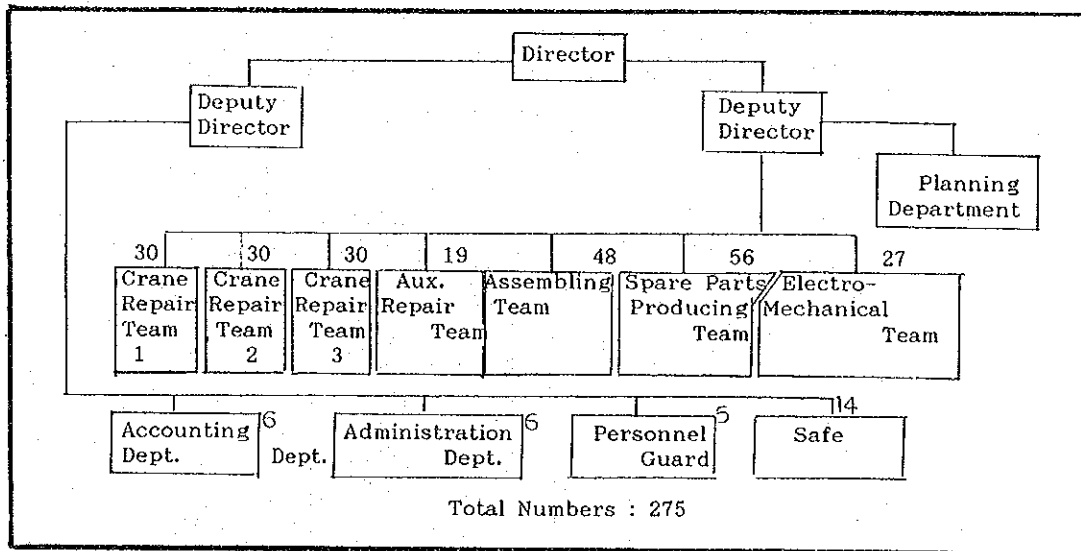 Director
Deputy
Director
Deputy
Director
Planning
Department
30 30 30 19 48 56 27
Crane
Repair
Team
1
Crane
Repair
Team
2
Crane
Repair
Team
3
Aux.
Repair
Team
Assembling
Team
Spare Parts
Producing
Team
Electro-
Mechanical
Team
Accounting
Dept.
6
Dept.
Administration
Dept.
6
Personnel
Guard
5
Safe
14
Total Numbers : 275